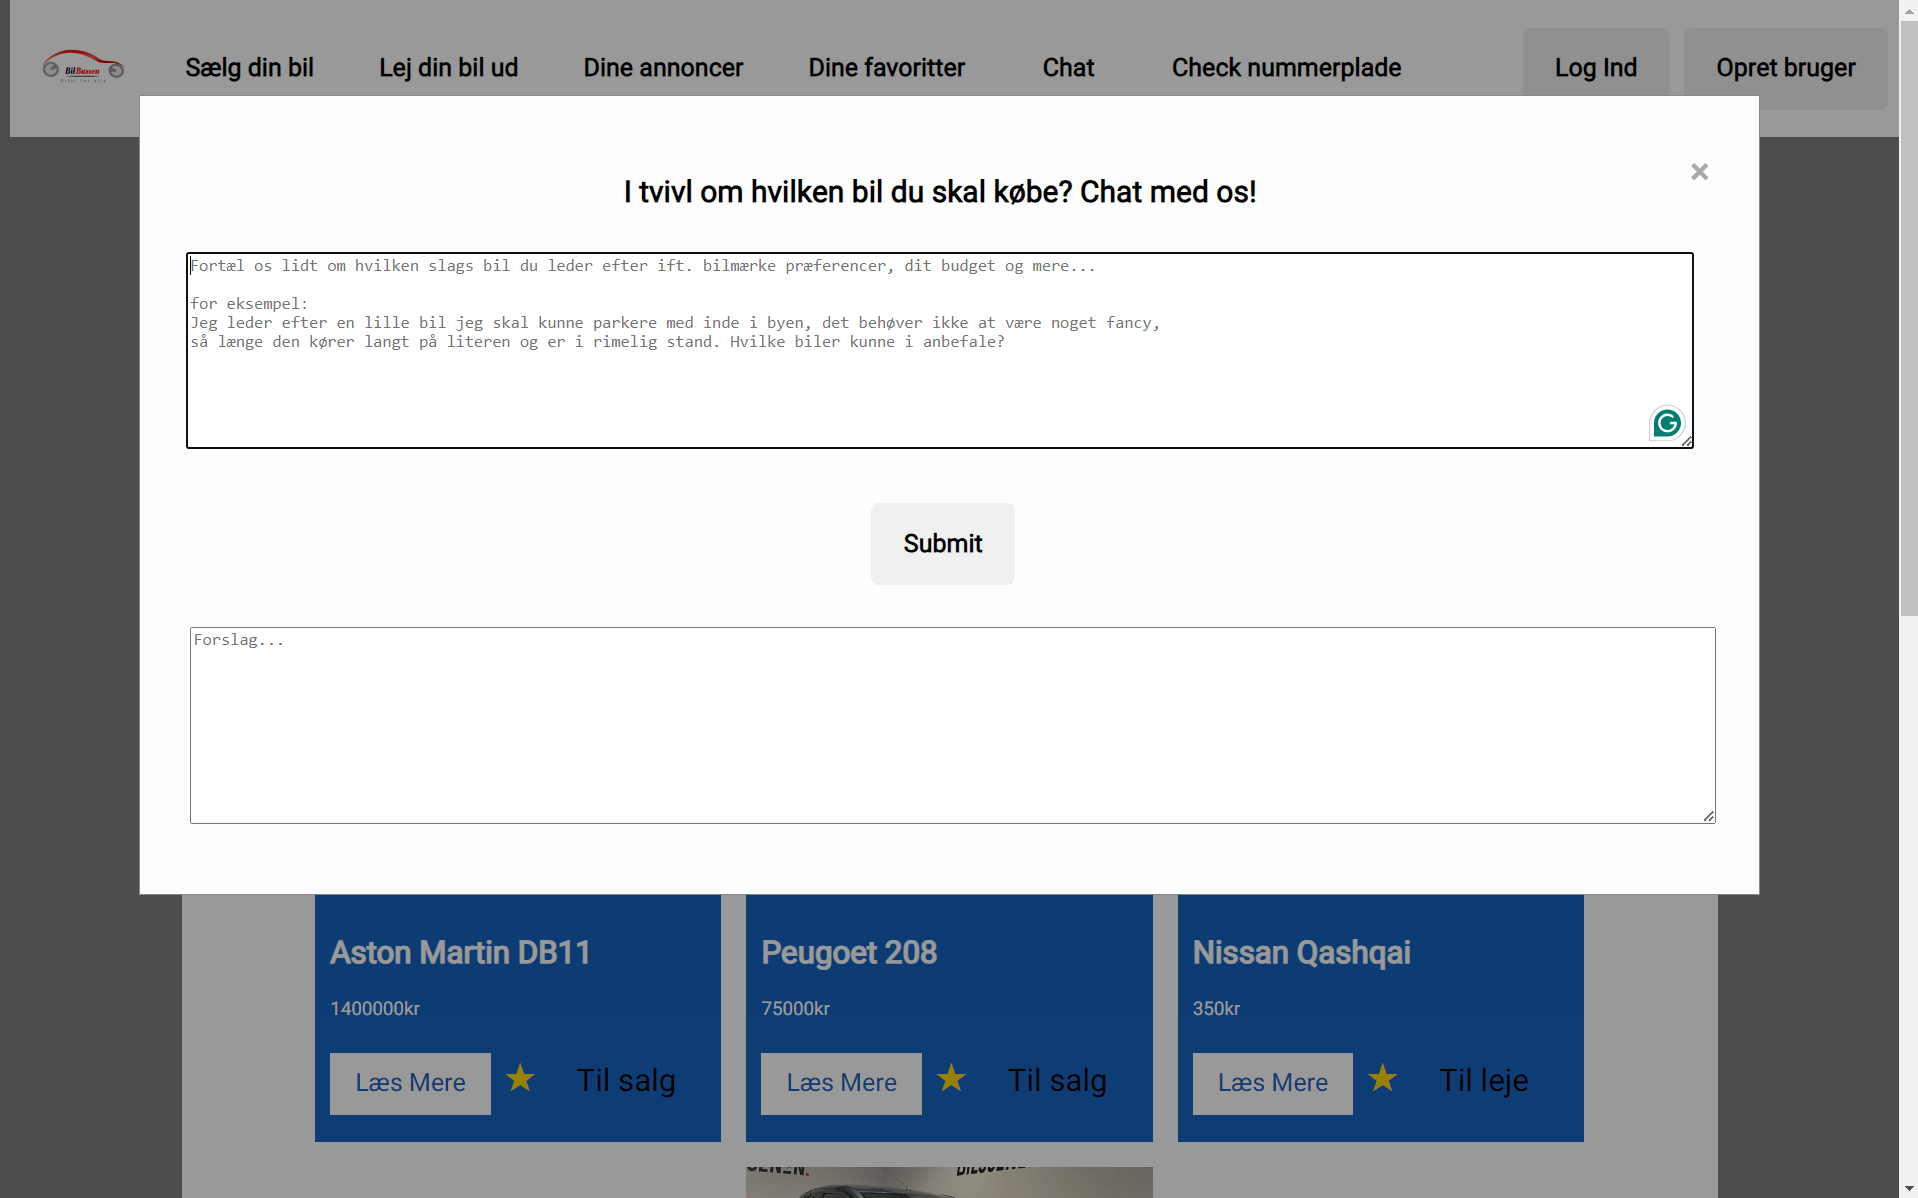 BilBassen
Biler for alle
Sælg din bil
Lej din bil ud
Dine annoncer
Dine favoritter
Chat
Check nummerplade
Log Ind
Opret bruger
×
I tvivl om hvilken bil du skal købe? Chat med os!
Fortæl os lidt om hvilken slags bil du leder efter ift. bilmærke præferencer, dit budget og mere...
for eksempel:
Jeg leder efter en lille bil jeg skal kunne parkere med inde i byen, det behøver ikke at være noget fancy,
så længe den kører langt på literen og er i rimelig stand. Hvilke biler kunne i anbefale?
Submit
Forslag...
Aston Martin DB11
1400000kr
Læs Mere
Til salg
Peugoet 208
75000kr
Læs Mere
Til salg
Nissan Qashqai
350kr
Læs Mere
Til leje